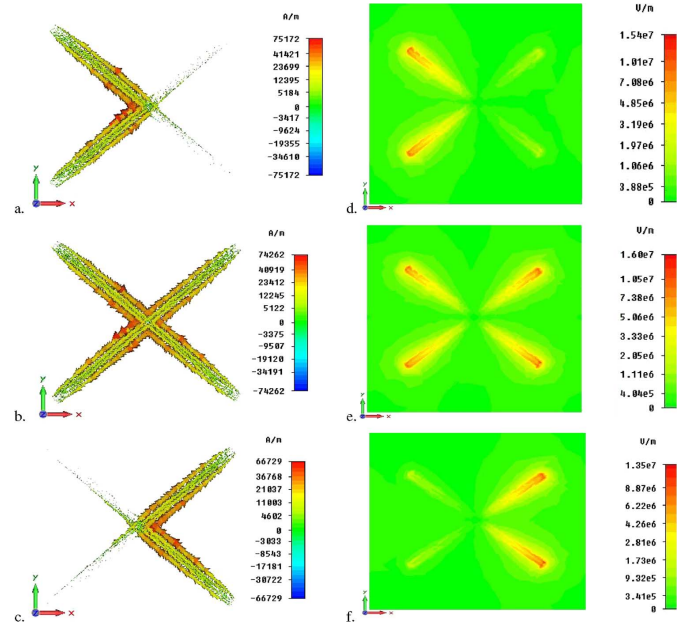 A/m
75172
41421
23699
12395
5184
0
-3417
-9624
-19355
-34610
-75172
Y
Z
X
a.
V/m
1.54e+7
1.01e+7
7.08e6
4.85e6
3.19e6
1.97e6
1.06e6
3.88e5
0
Y
Z
X
d.
A/m
74262
40919
23412
12245
5122
0
-3375
-9507
-19120
-34191
-74262
Y
Z
X
b.
V/m
1.60e7
1.05e7
7.38e6
5.06e6
3.33e6
2.05e6
1.11e6
4.04e5
0
Y
Z
X
e.
A/m
66729
36768
21037
11003
4602
0
-3033
-8543
-17181
-30722
-66729
Y
Z
X
c.
V/m
1.35e7
8.87e6
6.22e6
4.26e6
2.81e6
1.73e6
9.32e5
3.41e5
0
Y
Z
X
f.